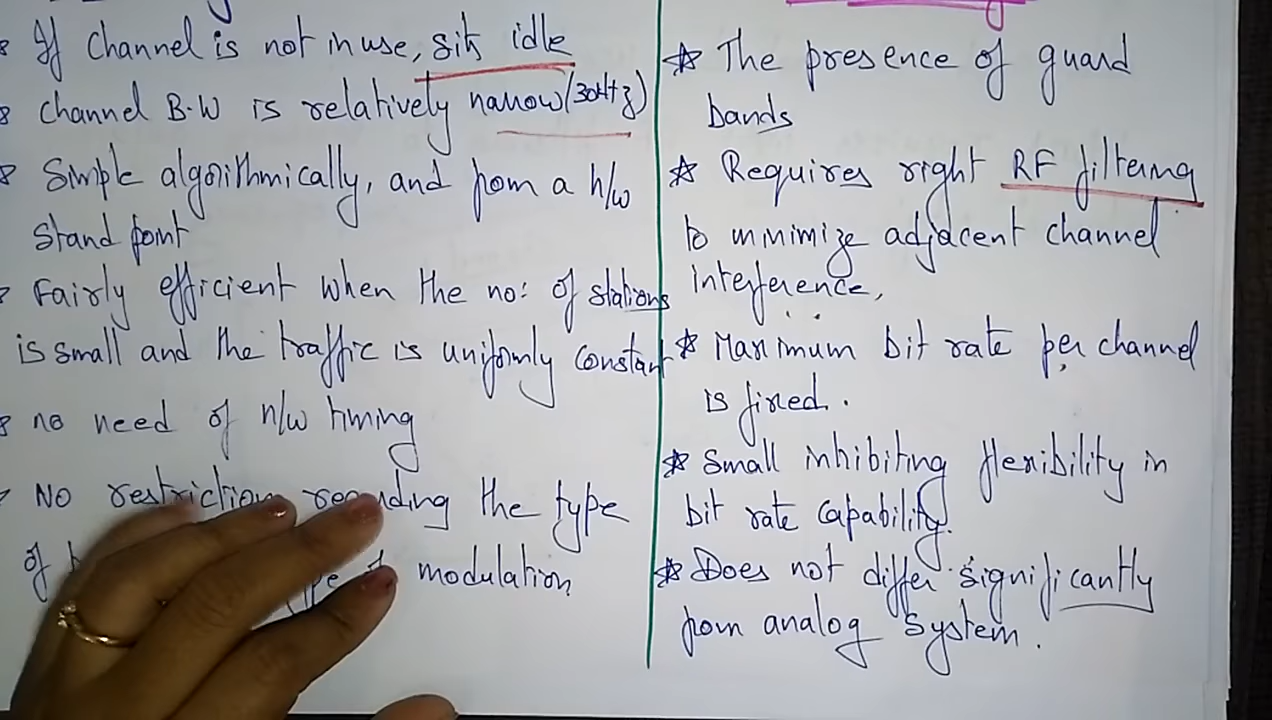 If channel is not in use, sits idle
channel B.W is relatively narrow (30Htz)
Simple algorithmically, and from a h/w
stand point
Fairly efficient when the no: of stations
is small and the traffic is uniformly constant
no need of n/w timing
No restriction regarding the type
of modulation
* The presence of guard
bands
* Requires right RF filtering
to minimize adjacent channel
interference,
* Maximum bit rate per channel
is fixed.
* Small inhibiting flexibility in
bit rate capability.
* Does not differ significantly
from analog system.